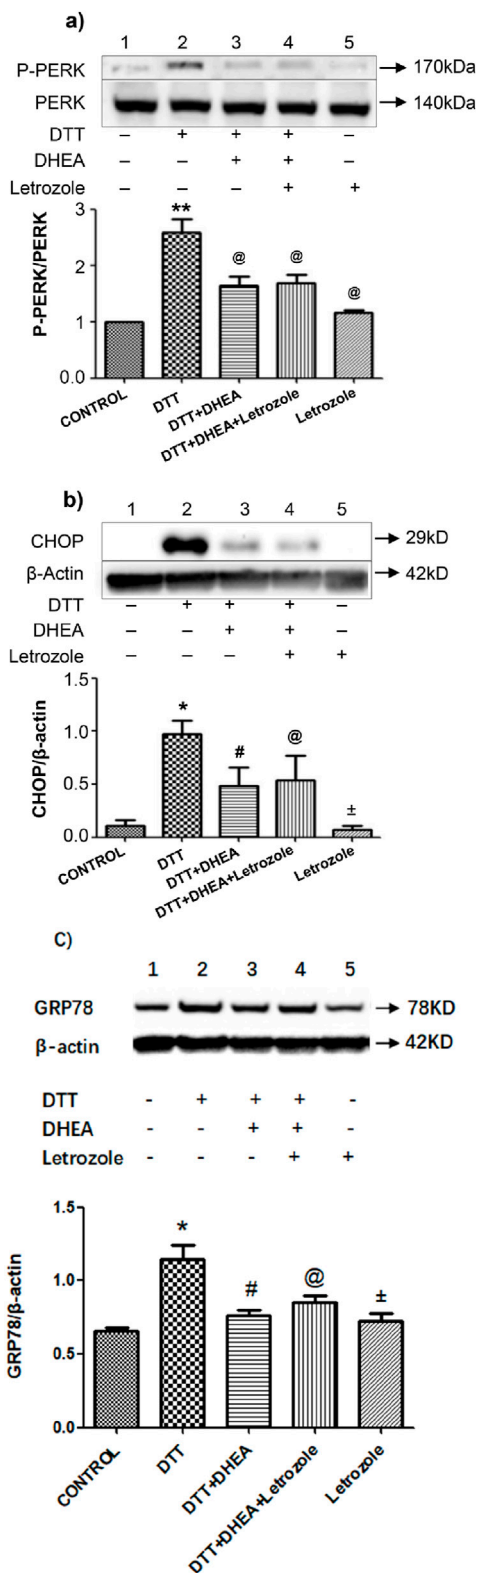 a)
1 2 3 4 5
P-PERK → 170kDa
PERK → 140kDa
DTT – + + + –
DHEA – – + + –
Letrozole – – – + +
P-PERK/PERK
3
2
1
0.0
** @ @ @
CONTROL DTT DTT+DHEA DTT+DHEA+Letrozole Letrozole
b)
1 2 3 4 5
CHOP → 29kD
β-Actin → 42kD
DTT – + + + –
DHEA – – + + –
Letrozole – – – + +
CHOP/β-actin
1.5
1.0
0.5
0.0
* # @ ±
CONTROL DTT DTT+DHEA DTT+DHEA+Letrozole Letrozole
C)
1 2 3 4 5
GRP78 → 78KD
β-actin → 42KD
DTT - + + + -
DHEA - - + + -
Letrozole - - - + +
GRP78/β-actin
1.5
1.0
0.5
0.0
* # @ ±
CONTROL DTT DTT+DHEA DTT+DHEA+Letrozole Letrozole